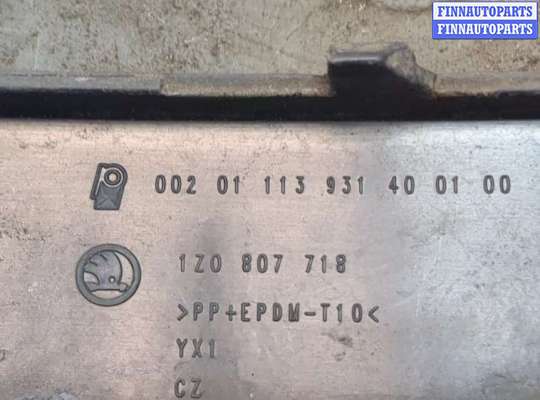 FINNAUTOPARTS
FINNAUTOPARTS
002 01 113 931 40 01 00
1Z0 807 718
>PP+EPDM-T10<
YX1
CZ